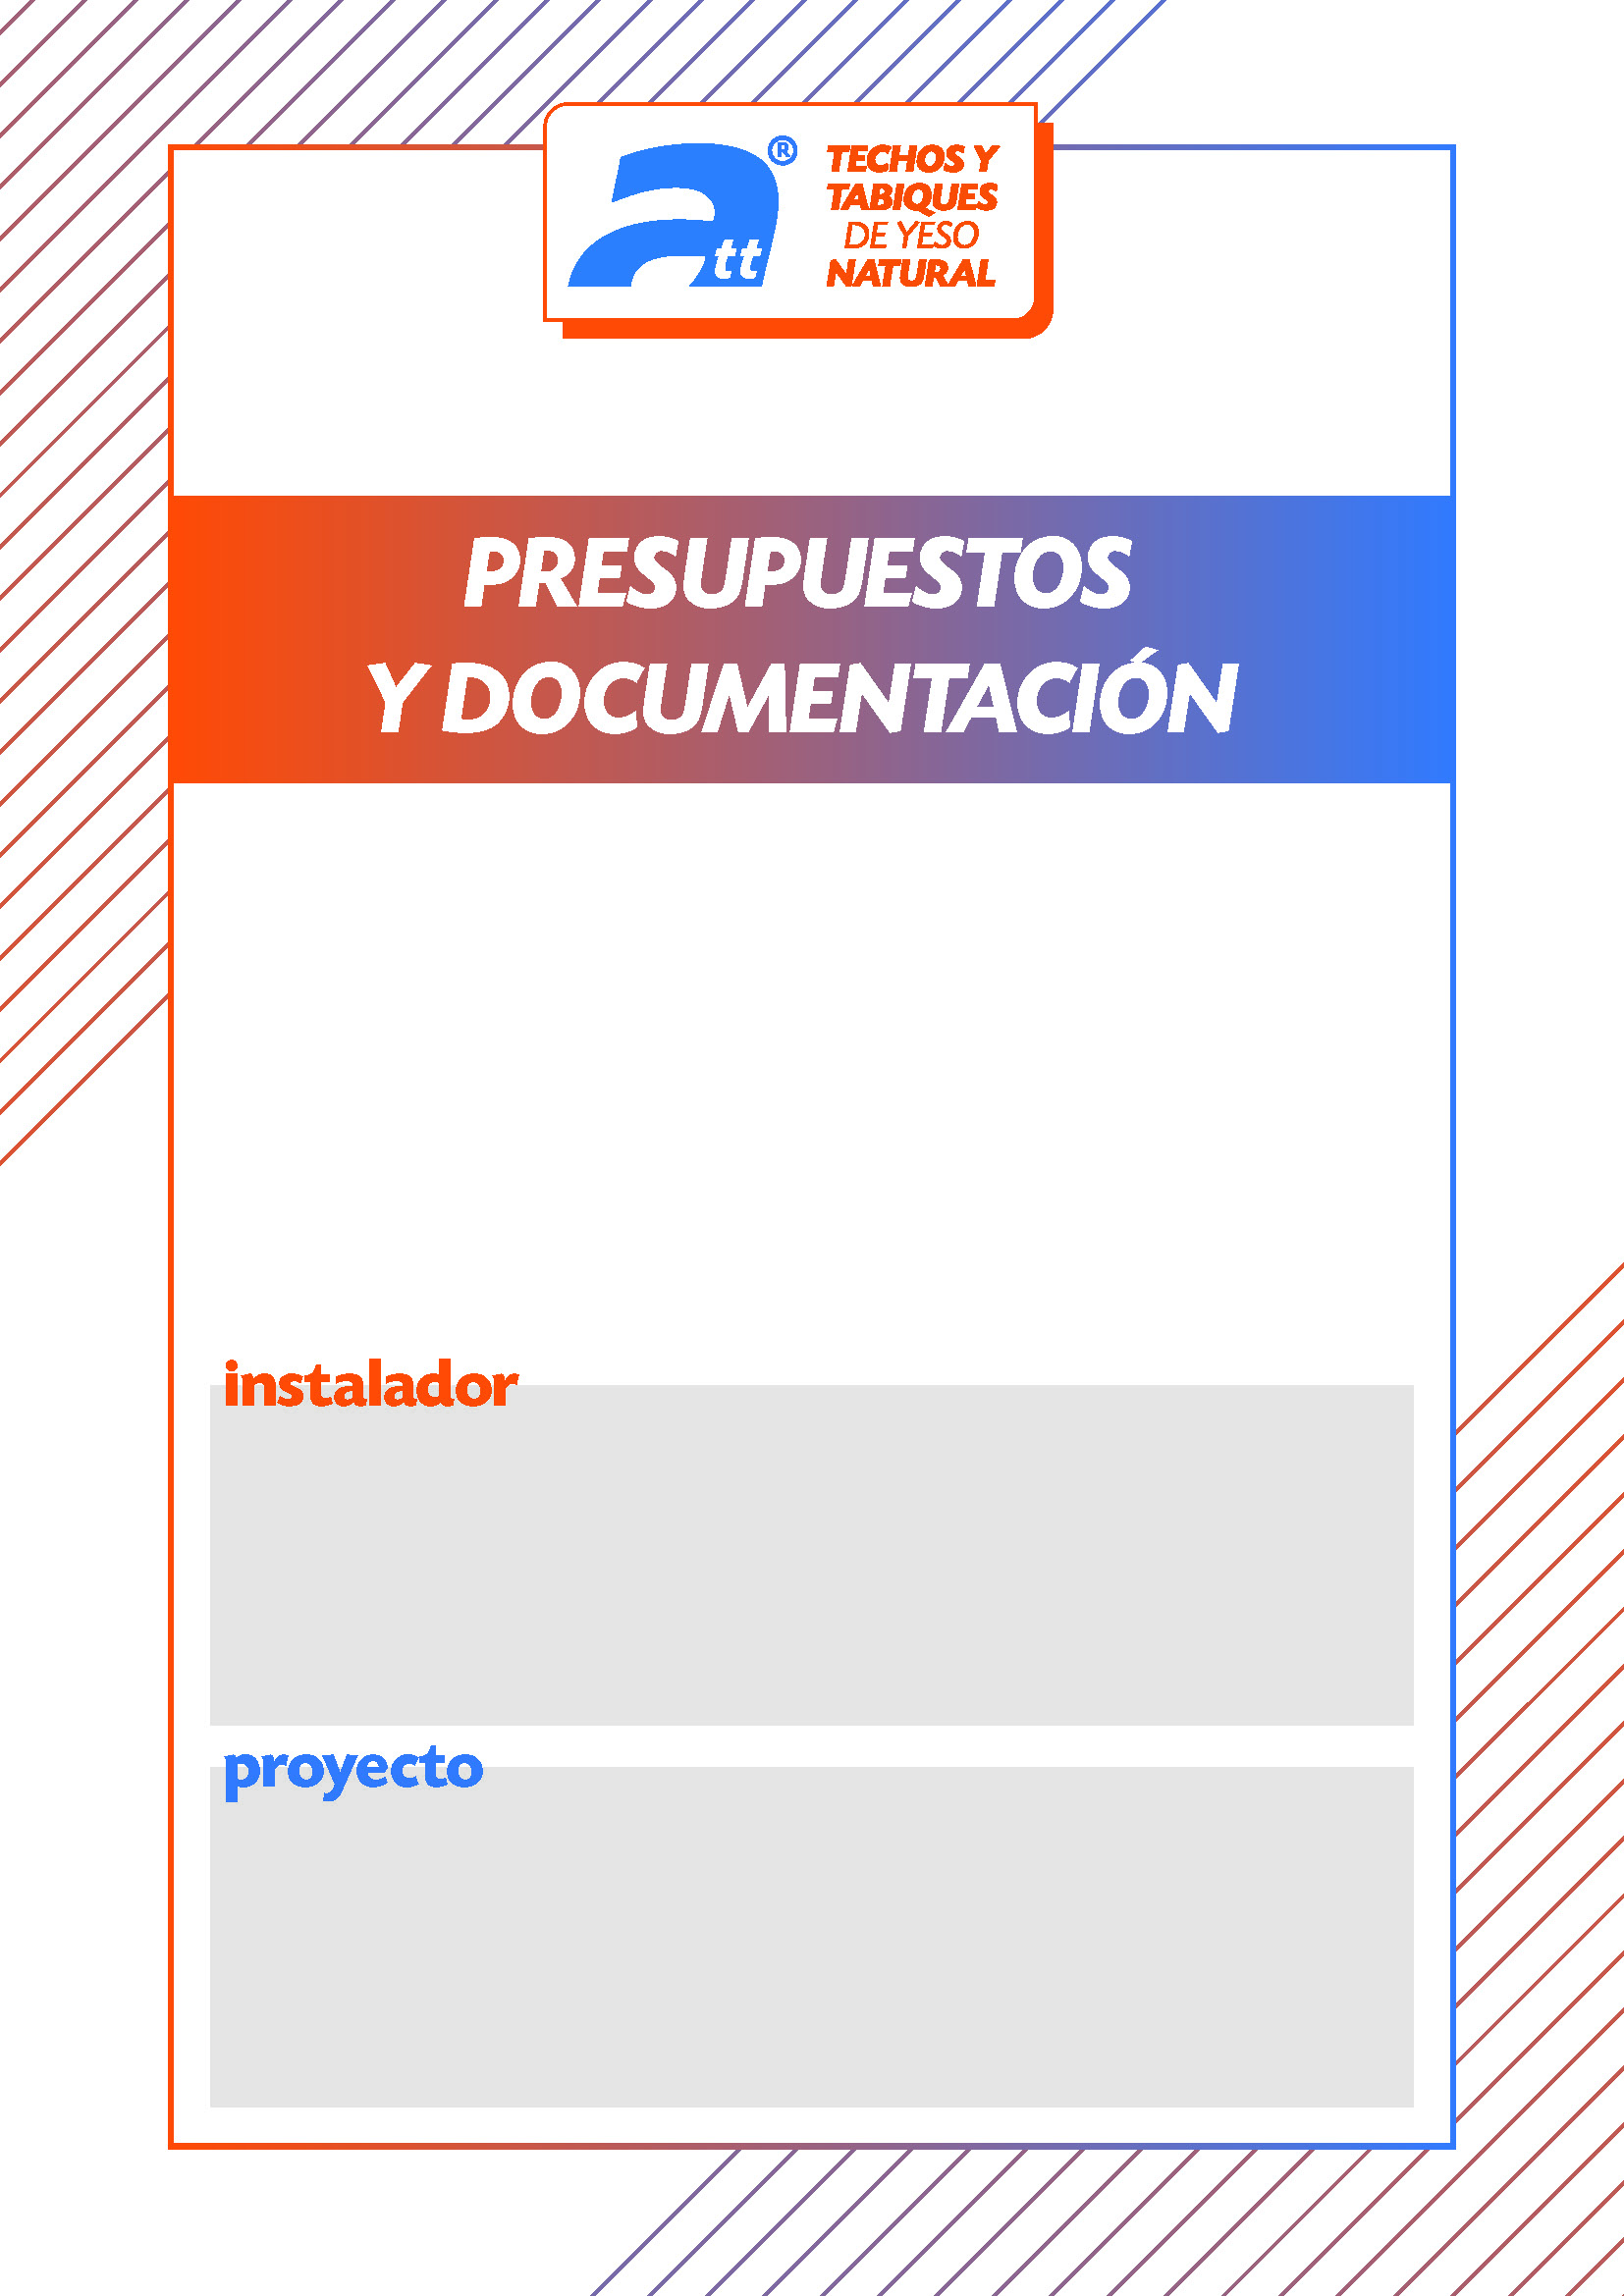 att®
TECHOS Y
TABIQUES
DE YESO
NATURAL
PRESUPUESTOS
Y DOCUMENTACIÓN
instalador
proyecto